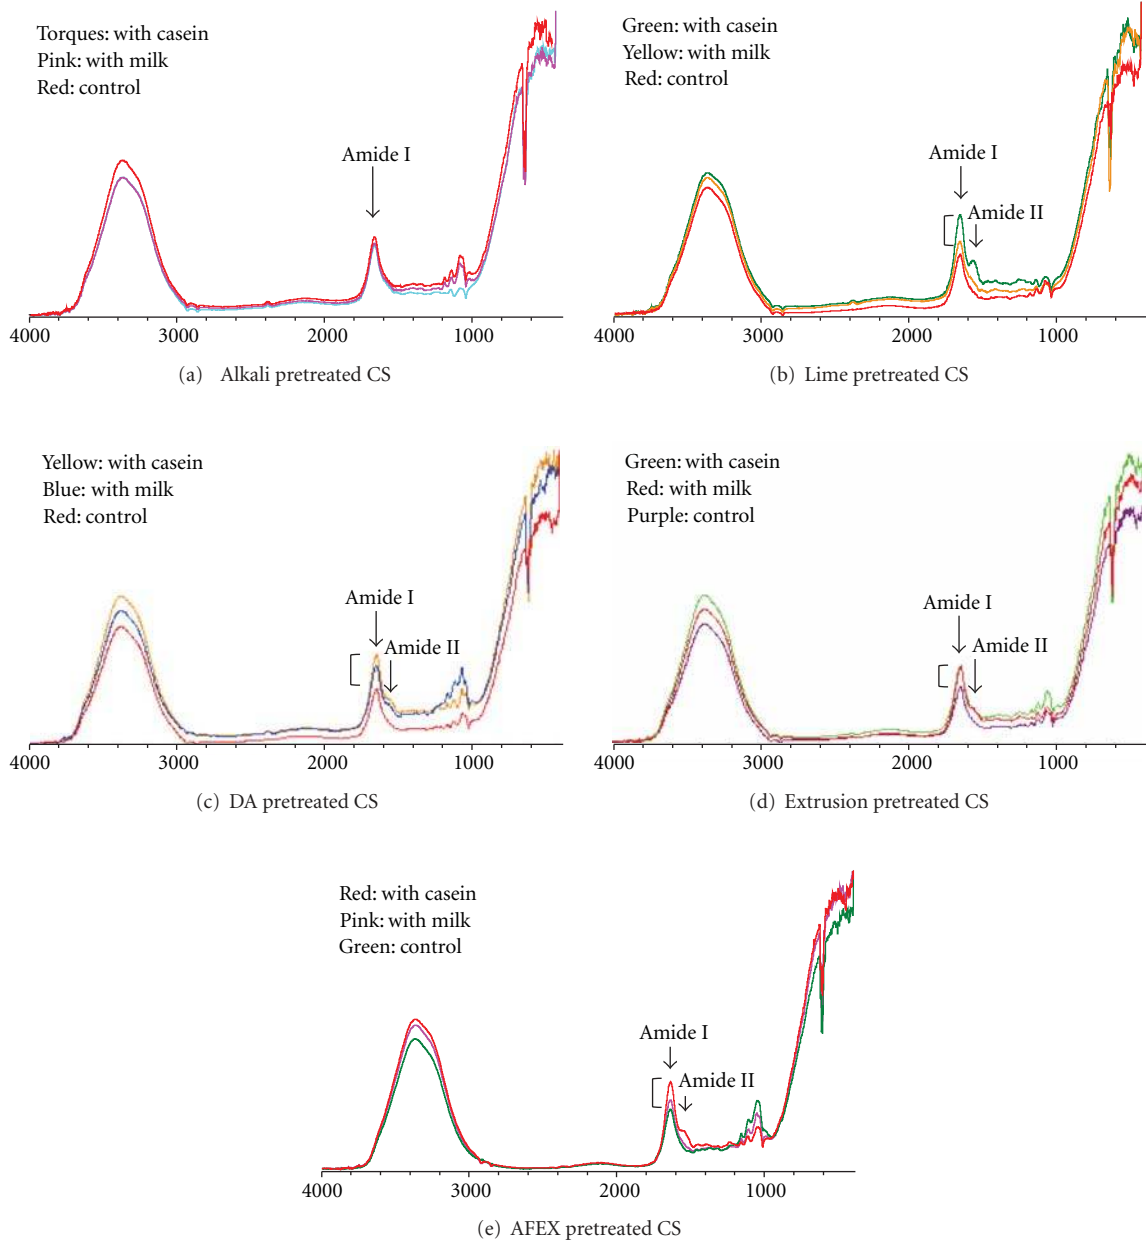 Torques: with casein
Pink: with milk
Red: control
Amide I
4000 3000 2000 1000
(a) Alkali pretreated CS
Green: with casein
Yellow: with milk
Red: control
Amide I
Amide II
4000 3000 2000 1000
(b) Lime pretreated CS
Yellow: with casein
Blue: with milk
Red: control
Amide I
Amide II
4000 3000 2000 1000
(c) DA pretreated CS
Green: with casein
Red: with milk
Purple: control
Amide I
Amide II
4000 3000 2000 1000
(d) Extrusion pretreated CS
Red: with casein
Pink: with milk
Green: control
Amide I
Amide II
4000 3000 2000 1000
(e) AFEX pretreated CS